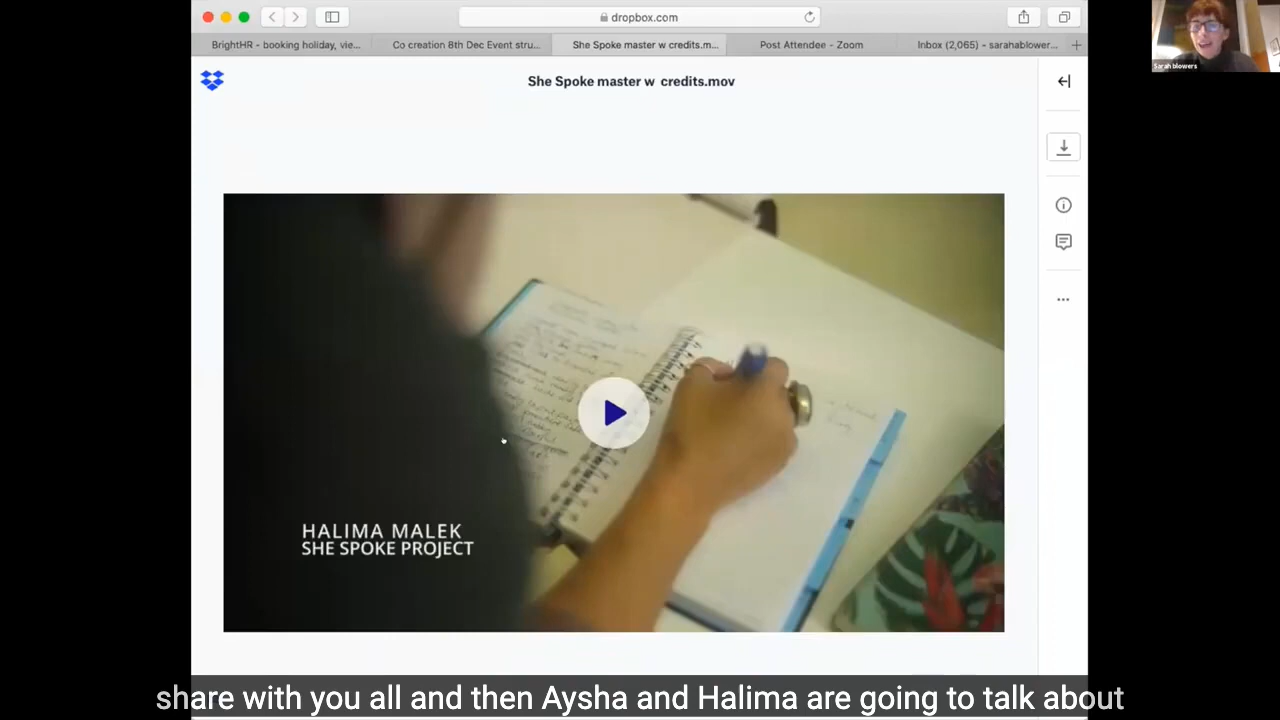 dropbox.com
BrightHR - booking holiday, vie...
Co creation 8th Dec Event stru...
She Spoke master w credits.m...
Post Attendee - Zoom
Inbox (2,065) – sarahablower...
She Spoke master w credits.mov
Sarah blowers
HALIMA MALEK
SHE SPOKE PROJECT
share with you all and then Aysha and Halima are going to talk about